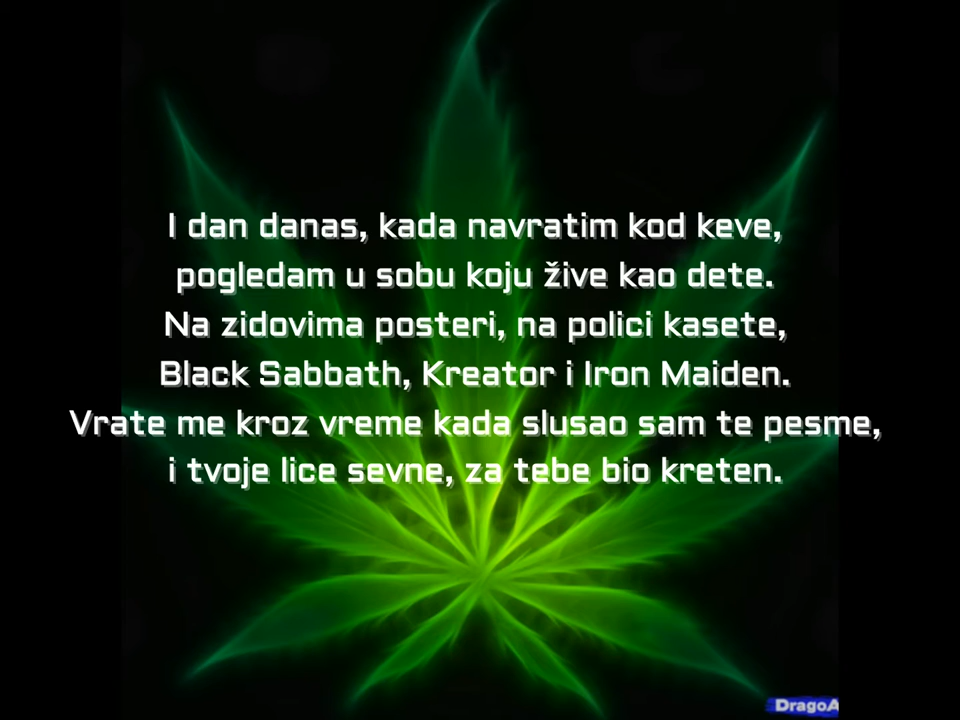 I dan danas, kada navratim kod keve,
pogledam u sobu koju žive kao dete.
Na zidovima posteri, na polici kasete,
Black Sabbath, Kreator i Iron Maiden.
Vrate me kroz vreme kada slusao sam te pesme,
i tvoje lice sevne, za tebe bio kreten.
DragoA